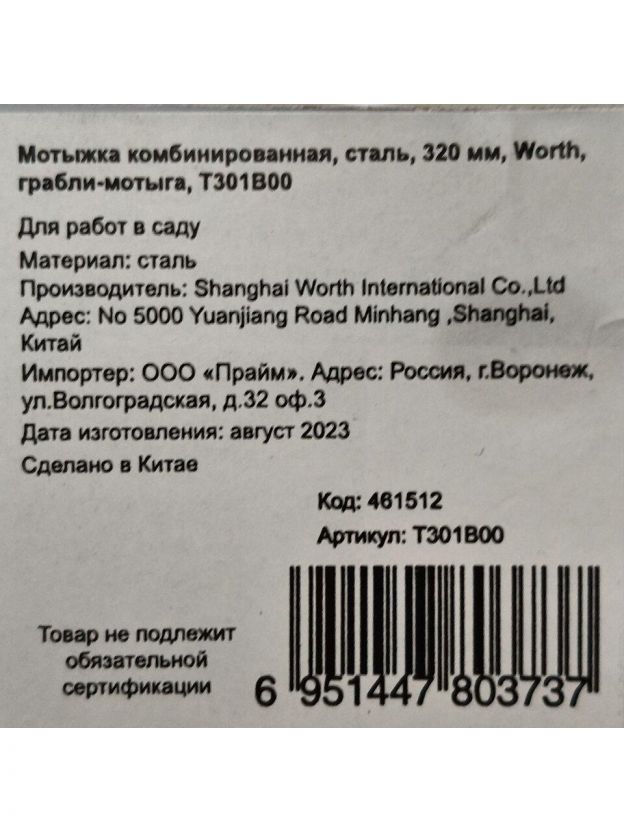 Мотыжка комбинированная, сталь, 320 мм, Worth,
грабли-мотыга, T301B00
Для работ в саду
Материал: сталь
Производитель: Shanghai Worth International Co.,Ltd
Адрес: No 5000 Yuanjiang Road Minhang ,Shanghai,
Китай
Импортер: ООО «Прайм». Адрес: Россия, г.Воронеж,
ул.Волгоградская, д.32 оф.3
Дата изготовления: август 2023
Сделано в Китае
Код: 461512
Артикул: T301B00
Товар не подлежит
обязательной
сертификации
6 951447 803737